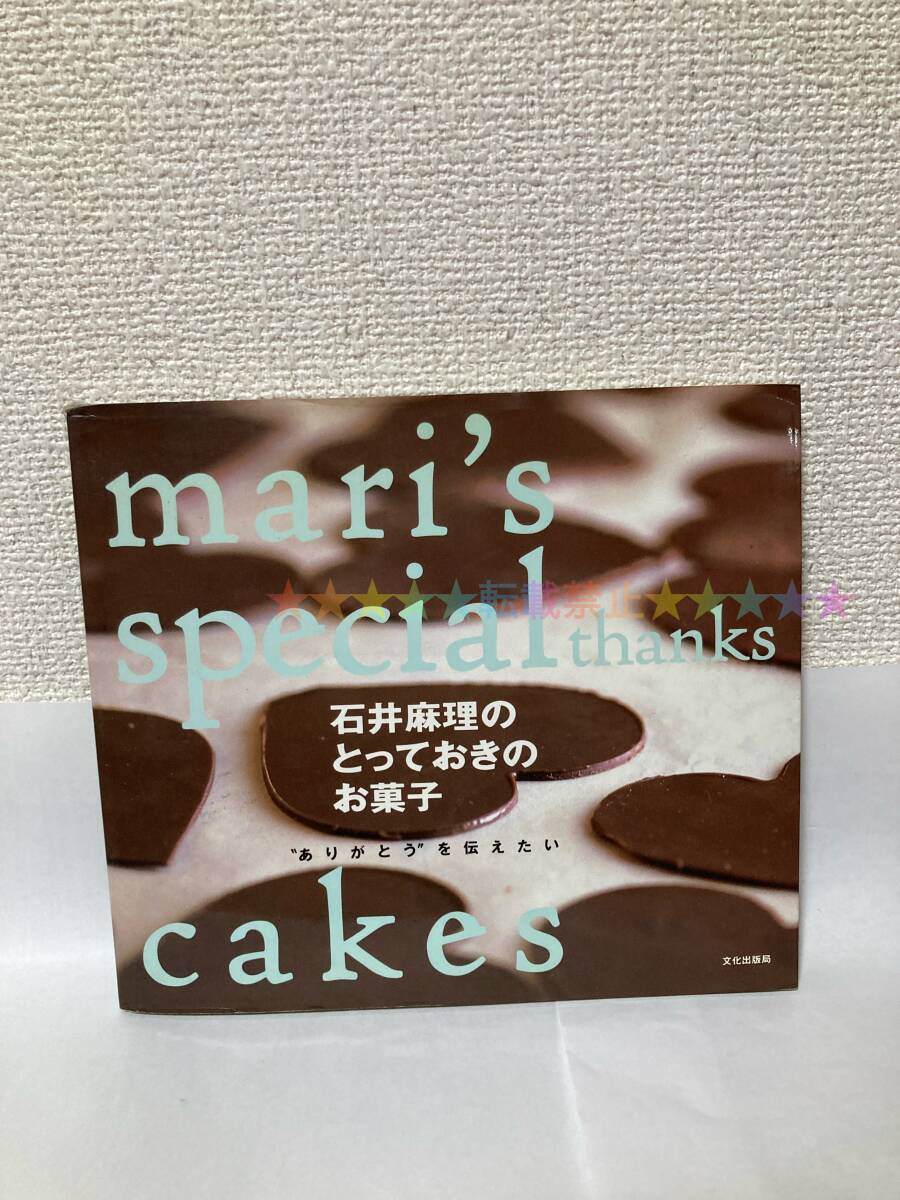 mari's
special thanks
★★★★★転載禁止★★★★★
石井麻理の
とっておきの
お菓子
“ありがとう”を伝えたい
cakes
文化出版局